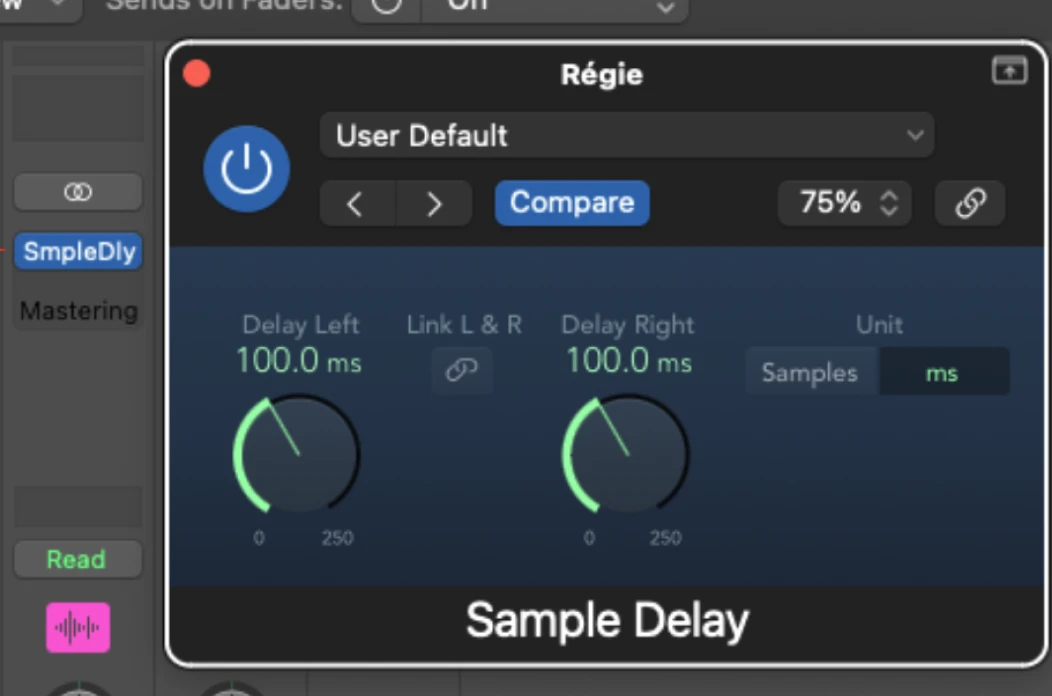 Sends on Faders:
On
Régie
User Default
Compare
75%
SmpleDly
Mastering
Delay Left
Link L & R
Delay Right
Unit
100.0 ms
100.0 ms
Samples
ms
0
250
0
250
Read
Sample Delay